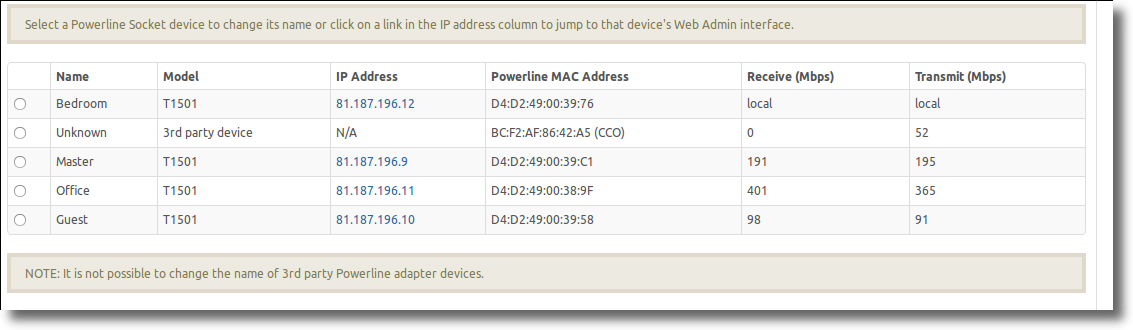 Select a Powerline Socket device to change its name or click on a link in the IP address column to jump to that device's Web Admin interface.
Name Model IP Address Powerline MAC Address Receive (Mbps) Transmit (Mbps)
Bedroom T1501 81.187.196.12 D4:D2:49:00:39:76 local local
Unknown 3rd party device N/A BC:F2:AF:86:42:A5 (CCO) 0 52
Master T1501 81.187.196.9 D4:D2:49:00:39:C1 191 195
Office T1501 81.187.196.11 D4:D2:49:00:38:9F 401 365
Guest T1501 81.187.196.10 D4:D2:49:00:39:58 98 91
NOTE: It is not possible to change the name of 3rd party Powerline adapter devices.